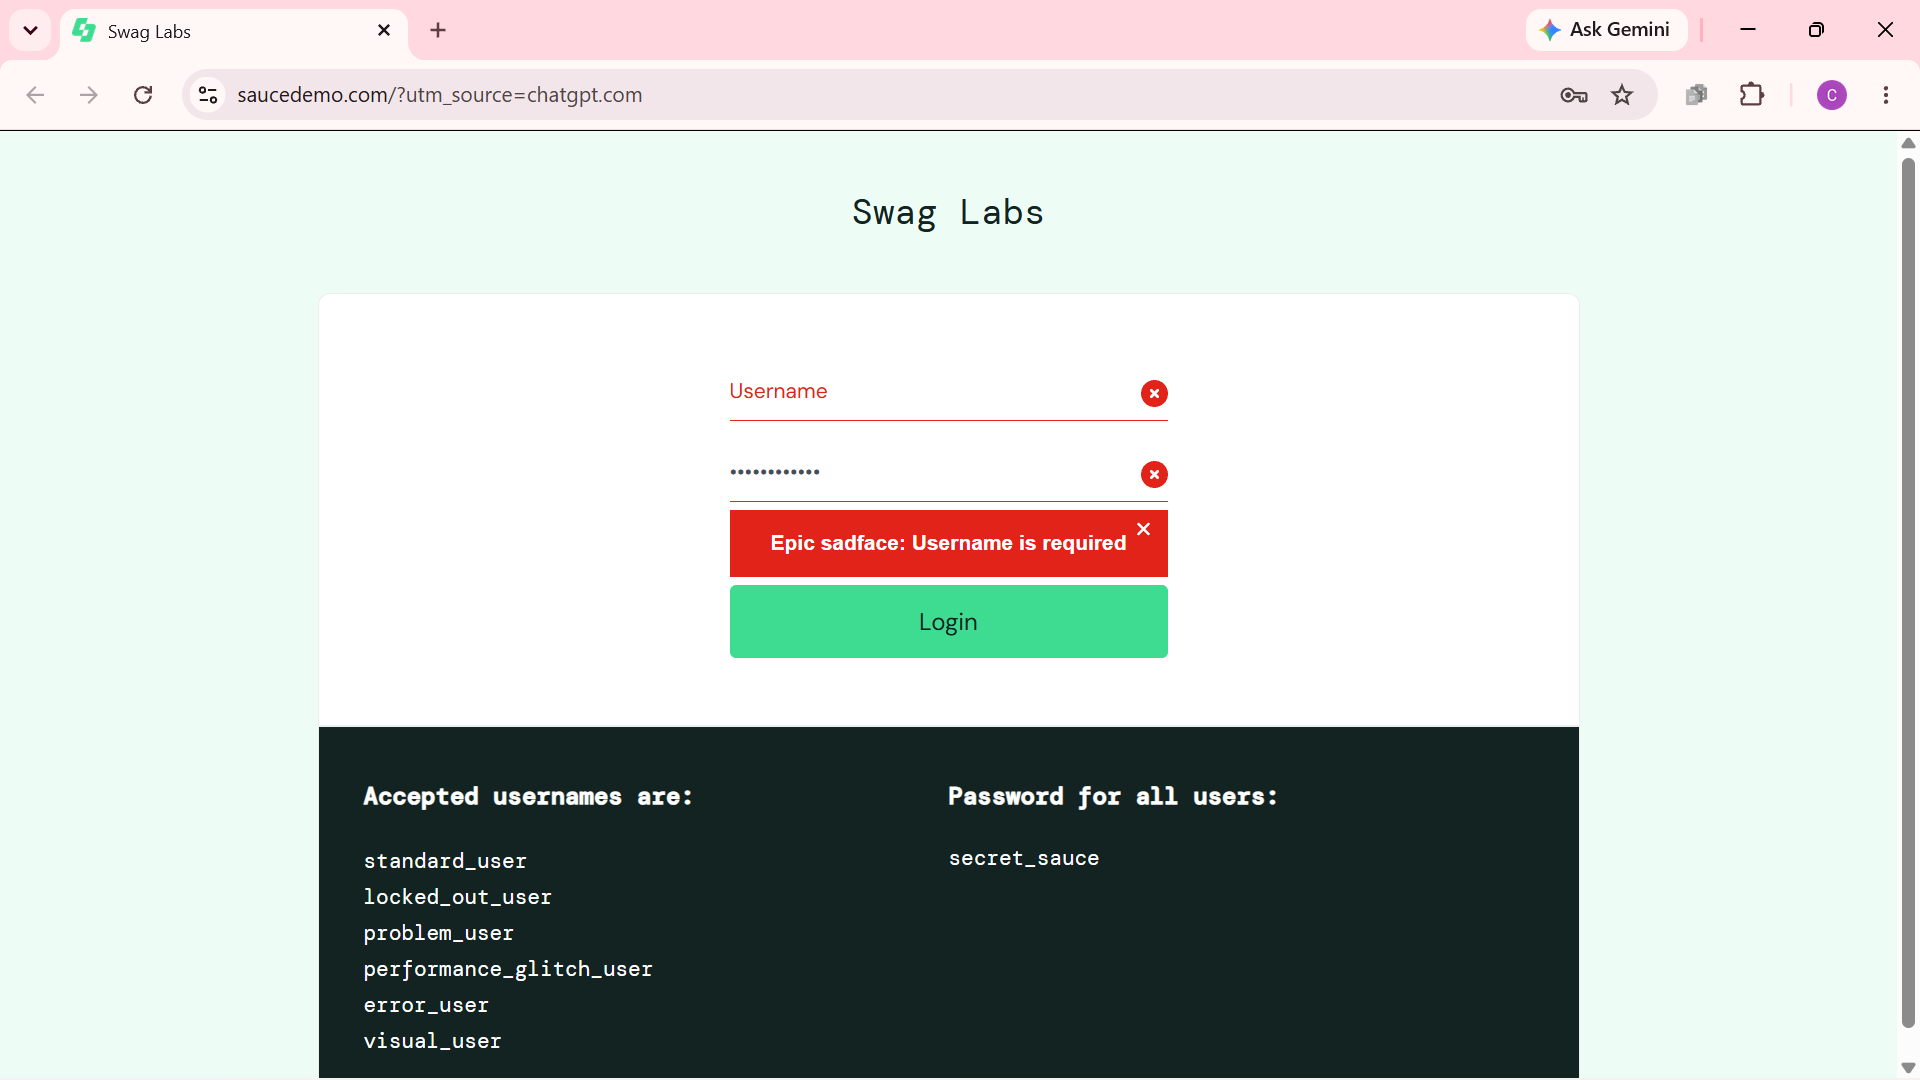 Swag Labs
Ask Gemini
saucedemo.com/?utm_source=chatgpt.com
C
Swag Labs
Username
••••••••••••
Epic sadface: Username is required
Login
Accepted usernames are:
standard_user
locked_out_user
problem_user
performance_glitch_user
error_user
visual_user
Password for all users:
secret_sauce